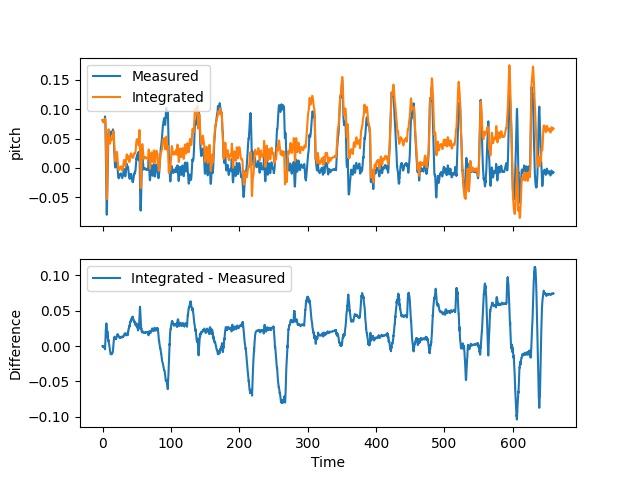 0.15
0.10
0.05
0.00
−0.05
pitch
Measured
Integrated
0.10
0.05
0.00
−0.05
−0.10
Difference
Integrated - Measured
0 100 200 300 400 500 600
Time